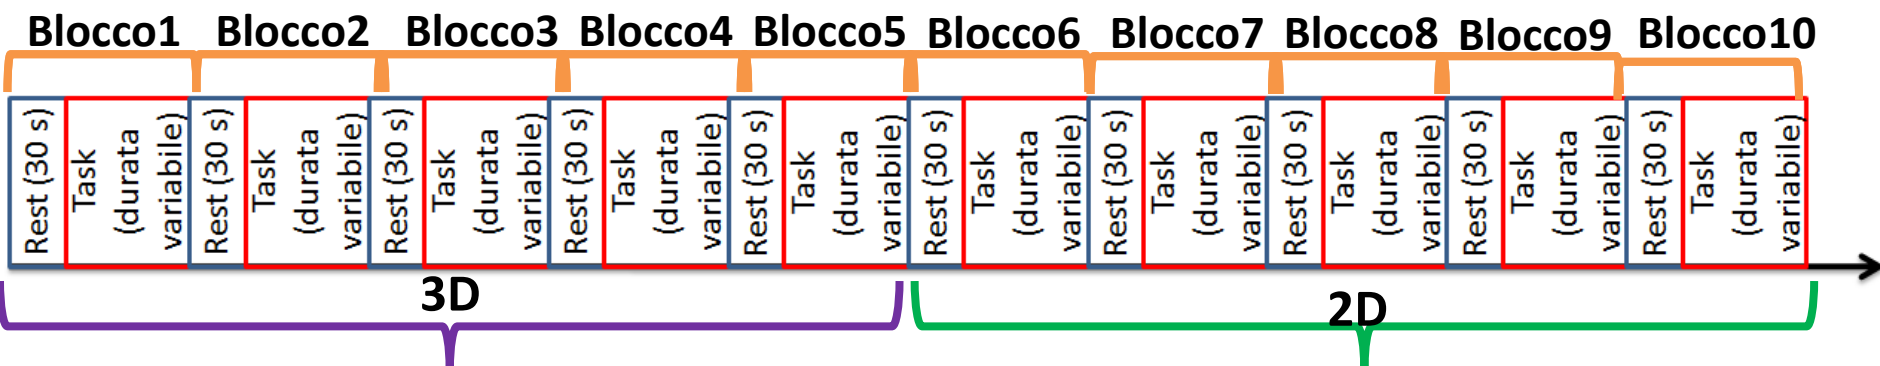 Blocco1 Blocco2 Blocco3 Blocco4 Blocco5 Blocco6 Blocco7 Blocco8 Blocco9 Blocco10
Rest (30 s)
Task
(durata
variabile)
Rest (30 s)
Task
(durata
variabile)
Rest (30 s)
Task
(durata
variabile)
Rest (30 s)
Task
(durata
variabile)
Rest (30 s)
Task
(durata
variabile)
Rest (30 s)
Task
(durata
variabile)
Rest (30 s)
Task
(durata
variabile)
Rest (30 s)
Task
(durata
variabile)
Rest (30 s)
Task
(durata
variabile)
Rest (30 s)
Task
(durata
variabile)
3D
2D